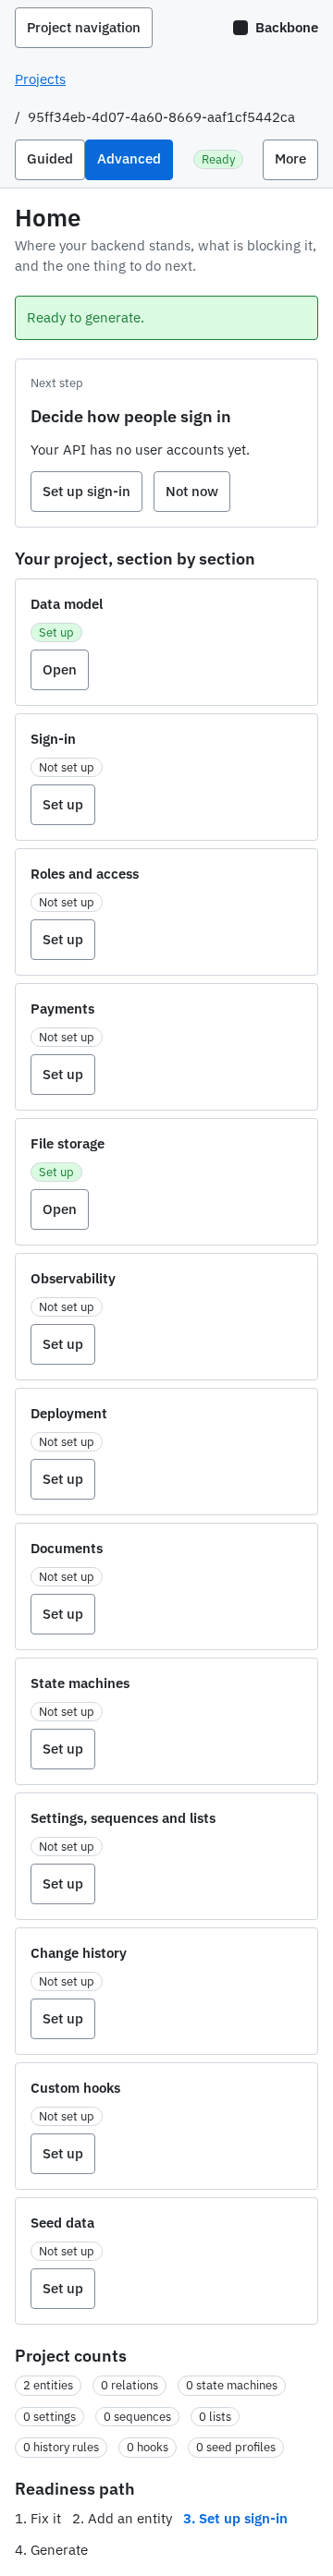 Project navigation
Backbone
Projects
/ 95ff34eb-4d07-4a60-8669-aaf1cf5442ca
Guided Advanced Ready More
Home
Where your backend stands, what is blocking it,
and the one thing to do next.
Ready to generate.
Next step
Decide how people sign in
Your API has no user accounts yet.
Set up sign-in Not now
Your project, section by section
Data model
Set up
Open
Sign-in
Not set up
Set up
Roles and access
Not set up
Set up
Payments
Not set up
Set up
File storage
Set up
Open
Observability
Not set up
Set up
Deployment
Not set up
Set up
Documents
Not set up
Set up
State machines
Not set up
Set up
Settings, sequences and lists
Not set up
Set up
Change history
Not set up
Set up
Custom hooks
Not set up
Set up
Seed data
Not set up
Set up
Project counts
2 entities 0 relations 0 state machines
0 settings 0 sequences 0 lists
0 history rules 0 hooks 0 seed profiles
Readiness path
1. Fix it 2. Add an entity 3. Set up sign-in
4. Generate